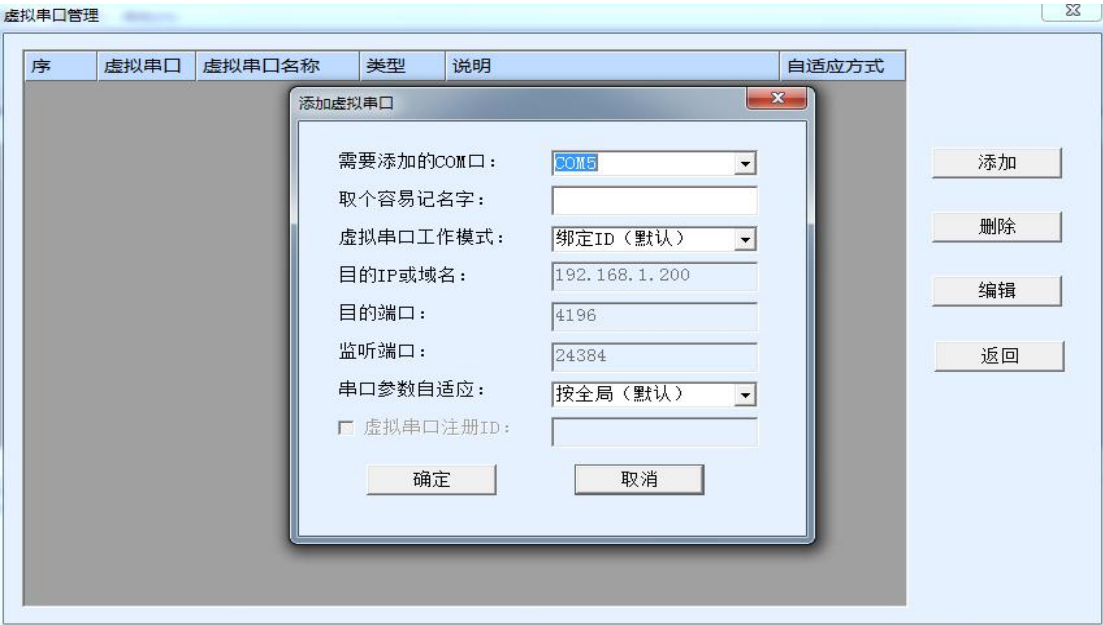 虚拟串口管理
序 虚拟串口 虚拟串口名称 类型 说明 自适应方式
添加虚拟串口
需要添加的COM口： COM5
取个容易记名字：
虚拟串口工作模式： 绑定ID（默认）
目的IP或域名： 192.168.1.200
目的端口： 4196
监听端口： 24384
串口参数自适应： 按全局（默认）
虚拟串口注册ID：
确定 取消
添加
删除
编辑
返回